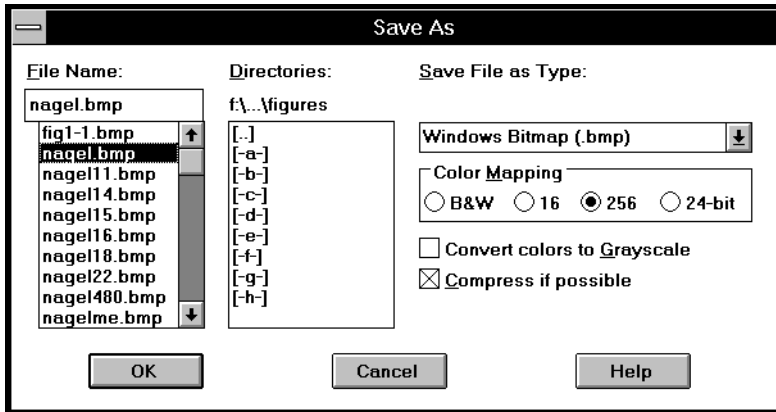 Save As
File Name:
nagel.bmp
fig1-1.bmp
nagel.bmp
nagel11.bmp
nagel14.bmp
nagel15.bmp
nagel16.bmp
nagel18.bmp
nagel22.bmp
nagel480.bmp
nagelme.bmp
Directories:
f:\...\figures
[..]
[-a-]
[-b-]
[-c-]
[-d-]
[-e-]
[-f-]
[-g-]
[-h-]
Save File as Type:
Windows Bitmap (.bmp)
Color Mapping
B&W 16 256 24-bit
Convert colors to Grayscale
Compress if possible
OK Cancel Help